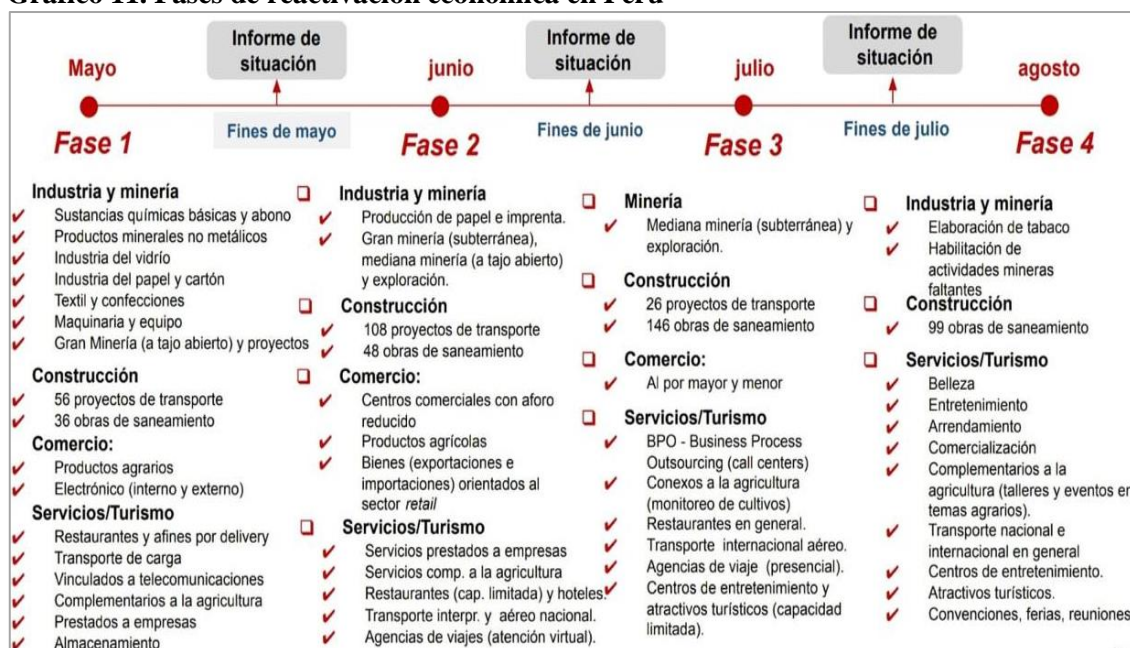 Gráfico 11. Fases de reactivación económica en Perú
Informe de
situación
Informe de
situación
Informe de
situación
Mayo
junio
julio
agosto
Fines de mayo
Fines de junio
Fines de julio
Fase 1
Fase 2
Fase 3
Fase 4
Industria y minería
Sustancias químicas básicas y abono
Productos minerales no metálicos
Industria del vidrío
Industria del papel y cartón
Textil y confecciones
Maquinaria y equipo
Gran Minería (a tajo abierto) y proyectos
Construcción
56 proyectos de transporte
36 obras de saneamiento
Comercio:
Productos agrarios
Electrónico (interno y externo)
Servicios/Turismo
Restaurantes y afines por delivery
Transporte de carga
Vinculados a telecomunicaciones
Complementarios a la agricultura
Prestados a empresas
Almacenamiento
Industria y minería
Producción de papel e imprenta.
Gran minería (subterránea),
mediana minería (a tajo abierto)
y exploración.
Construcción
108 proyectos de transporte
48 obras de saneamiento
Comercio:
Centros comerciales con aforo
reducido
Productos agrícolas
Bienes (exportaciones e
importaciones) orientados al
sector retail
Servicios/Turismo
Servicios prestados a empresas
Servicios comp. a la agricultura
Restaurantes (cap. limitada) y hoteles.
Transporte interpr. y aéreo nacional.
Agencias de viajes (atención virtual).
Minería
Mediana minería (subterránea) y
exploración.
Construcción
26 proyectos de transporte
146 obras de saneamiento
Comercio:
Al por mayor y menor
Servicios/Turismo
BPO - Business Process
Outsourcing (call centers)
Conexos a la agricultura
(monitoreo de cultivos)
Restaurantes en general.
Transporte internacional aéreo.
Agencias de viaje (presencial).
Centros de entretenimiento y
atractivos turísticos (capacidad
limitada).
Industria y minería
Elaboración de tabaco
Habilitación de
actividades mineras
faltantes
Construcción
99 obras de saneamiento
Servicios/Turismo
Belleza
Entretenimiento
Arrendamiento
Comercialización
Complementarios a la
agricultura (talleres y eventos en
temas agrarios).
Transporte nacional e
internacional en general
Centros de entretenimiento.
Atractivos turísticos.
Convenciones, ferias, reuniones